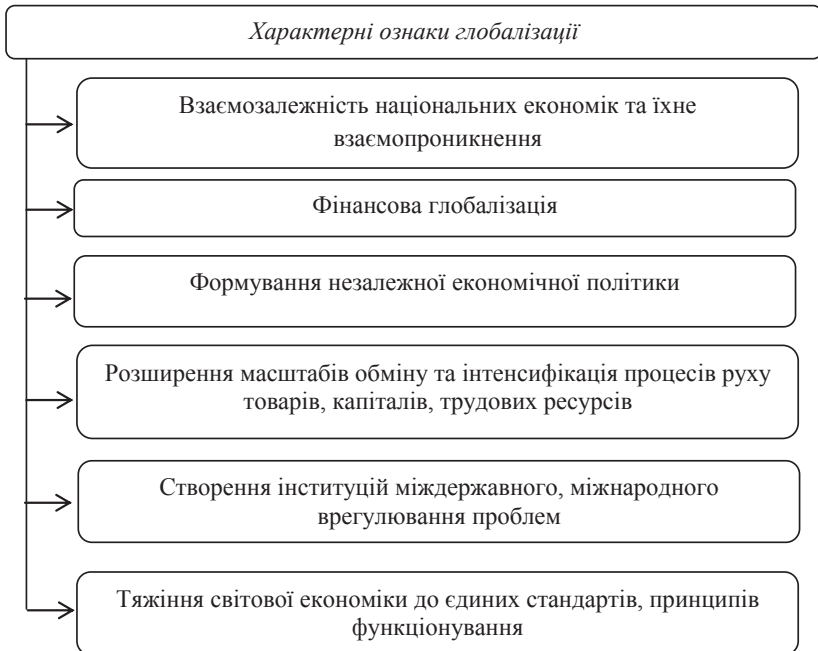 Характерні ознаки глобалізації
Взаємозалежність національних економік та їхнє
взаємопроникнення
Фінансова глобалізація
Формування незалежної економічної політики
Розширення масштабів обміну та інтенсифікація процесів руху
товарів, капіталів, трудових ресурсів
Створення інституцій міждержавного, міжнародного
врегулювання проблем
Тяжіння світової економіки до єдиних стандартів, принципів
функціонування